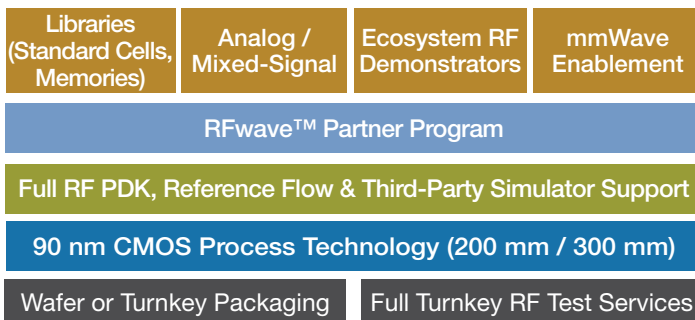 Libraries
(Standard Cells,
Memories)
Analog /
Mixed-Signal
Ecosystem RF
Demonstrators
mmWave
Enablement
RFwave™ Partner Program
Full RF PDK, Reference Flow & Third-Party Simulator Support
90 nm CMOS Process Technology (200 mm / 300 mm)
Wafer or Turnkey Packaging
Full Turnkey RF Test Services